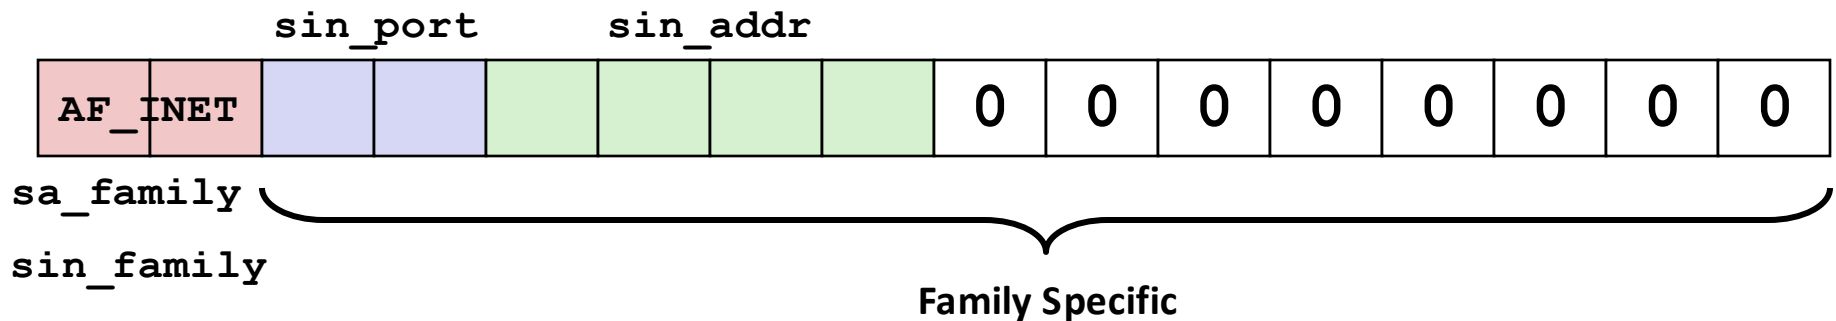 sin_port sin_addr
AF_INET 0 0 0 0 0 0 0 0
sa_family
sin_family
Family Specific